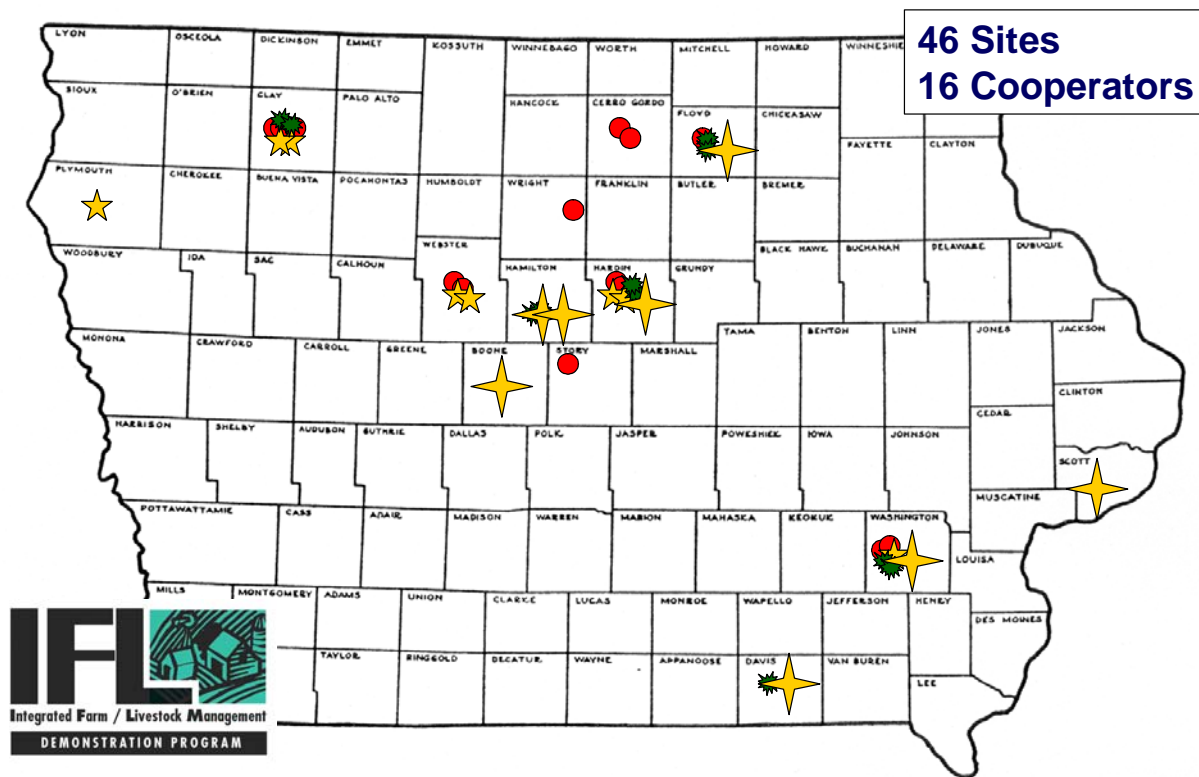 46 Sites
16 Cooperators
LYON OSCEOLA DICKINSON EMMET KOSSUTH WINNEBAGO WORTH MITCHELL HOWARD
SIOUX O'BRIEN CLAY PALO ALTO HANCOCK CERRO GORDO FLOYD CHICKASAW
FAYETTE CLAYTON
PLYMOUTH CHEROKEE BUENA VISTA POCAHONTAS HUMBOLDT WRIGHT FRANKLIN BUTLER BREMER
WOODBURY IDA SAC CALHOUN WEBSTER HAMILTON HARDIN GRUNDY BLACK HAWK BUCHANAN DELAWARE DUBUQUE
MONONA CRAWFORD CARROLL GREENE BOONE STORY MARSHALL TAMA BENTON LINN JONES JACKSON
CLINTON
HARRISON SHELBY AUDUBON GUTHRIE DALLAS POLK JASPER POWESHIEK IOWA JOHNSON CEDAR
SCOTT
POTTAWATTAMIE CASS ADAIR MADISON WARREN MARION MAHASKA KEOKUK WASHINGTON MUSCATINE
LOUISA
MILLS MONTGOMERY ADAMS UNION CLARKE LUCAS MONROE WAPELLO JEFFERSON HENRY
DES MOINES
TAYLOR RINGGOLD DECATUR WAYNE APPANOOSE DAVIS VAN BUREN LEE
IFL
Integrated Farm / Livestock Management
DEMONSTRATION PROGRAM